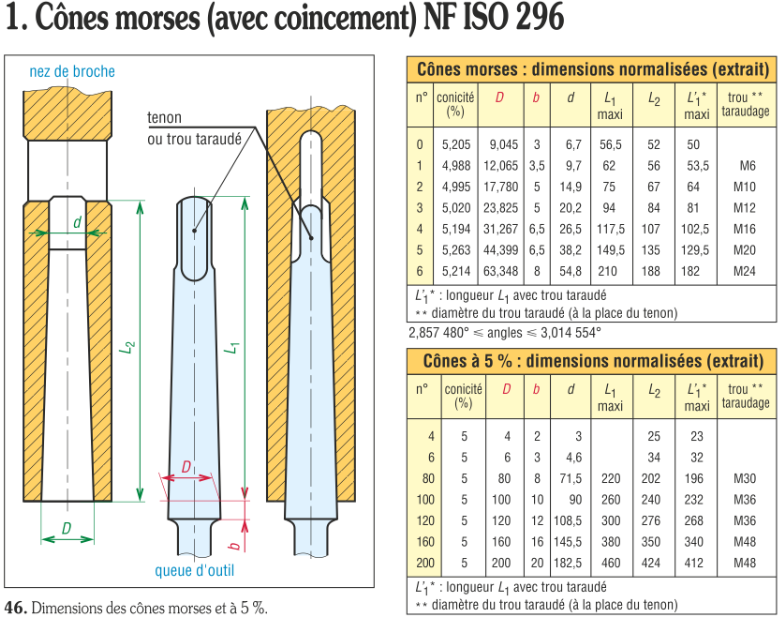 1. Cônes morses (avec coincement) NF ISO 296
nez de broche
tenon
ou trou taraudé
d
L2
L1
D
D
b
queue d'outil
46. Dimensions des cônes morses et à 5 %.
Cônes morses : dimensions normalisées (extrait)
n° conicité (%) D b d L1 maxi L2 L'1* maxi trou ** taraudage
0 5,205 9,045 3 6,7 56,5 52 50
1 4,988 12,065 3,5 9,7 62 56 53,5 M6
2 4,995 17,780 5 14,9 75 67 64 M10
3 5,020 23,825 5 20,2 94 84 81 M12
4 5,194 31,267 6,5 26,5 117,5 107 102,5 M16
5 5,263 44,399 6,5 38,2 149,5 135 129,5 M20
6 5,214 63,348 8 54,8 210 188 182 M24
L'1* : longueur L1 avec trou taraudé
** diamètre du trou taraudé (à la place du tenon)
2,857 480° ⩽ angles ⩽ 3,014 554°
Cônes à 5 % : dimensions normalisées (extrait)
n° conicité (%) D b d L1 maxi L2 L'1* maxi trou ** taraudage
4 5 4 2 3 25 23
6 5 6 3 4,6 34 32
80 5 80 8 71,5 220 202 196 M30
100 5 100 10 90 260 240 232 M36
120 5 120 12 108,5 300 276 268 M36
160 5 160 16 145,5 380 350 340 M48
200 5 200 20 182,5 460 424 412 M48
L'1* : longueur L1 avec trou taraudé
** diamètre du trou taraudé (à la place du tenon)